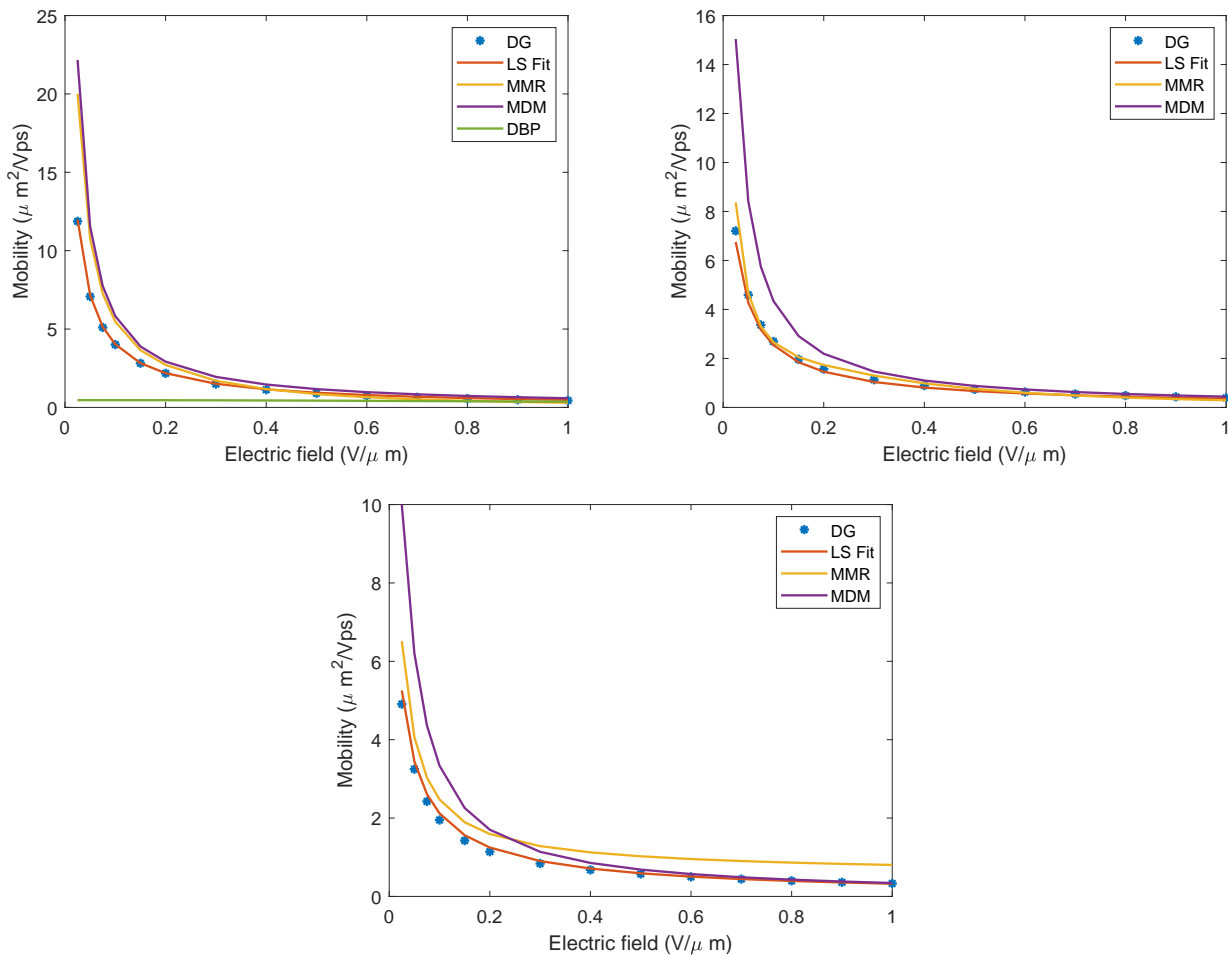 25
20
15
10
5
0
Mobility (μ m²/Vps)
0 0.2 0.4 0.6 0.8 1
Electric field (V/μ m)
DG
LS Fit
MMR
MDM
DBP
16
14
12
10
8
6
4
2
0
Mobility (μ m²/Vps)
0 0.2 0.4 0.6 0.8 1
Electric field (V/μ m)
DG
LS Fit
MMR
MDM
10
8
6
4
2
0
Mobility (μ m²/Vps)
0 0.2 0.4 0.6 0.8 1
Electric field (V/μ m)
DG
LS Fit
MMR
MDM